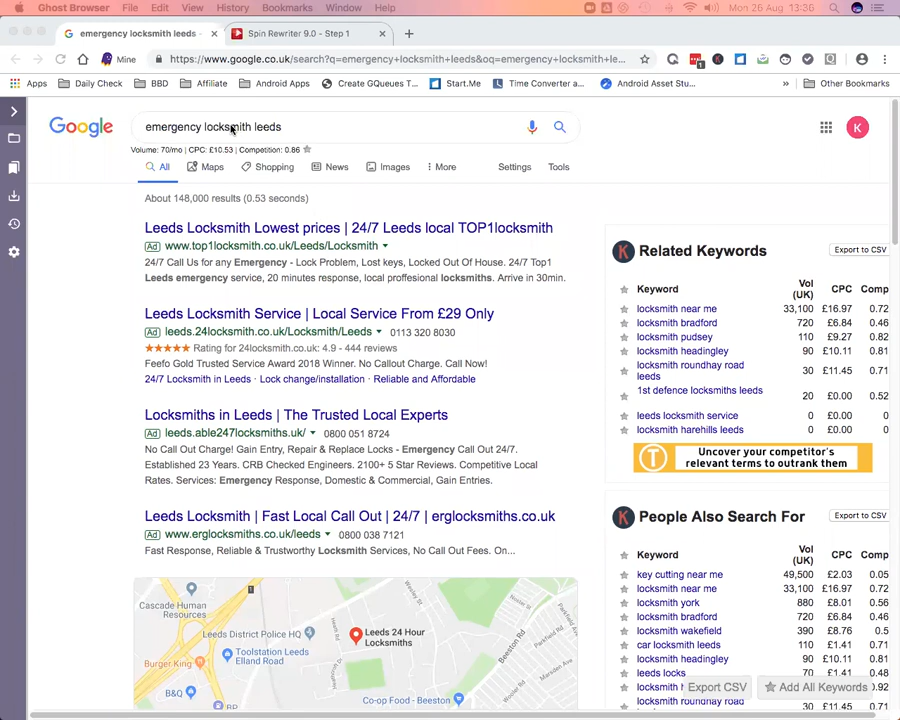 Ghost Browser File Edit View History Bookmarks Window Help Mon 26 Aug 13:36
emergency locksmith leeds - Spin Rewriter 9.0 - Step 1
Mine https://www.google.co.uk/search?q=emergency+locksmith+leeds&oq=emergency+locksmith+le...
Apps Daily Check BBD Affiliate Android Apps Create GQueues T... Start.Me Time Converter a... Android Asset Stu... » Other Bookmarks
Google emergency locksmith leeds K
Volume: 70/mo | CPC: £10.53 | Competition: 0.86
All Maps Shopping News Images More Settings Tools
About 148,000 results (0.53 seconds)
Leeds Locksmith Lowest prices | 24/7 Leeds local TOP1locksmith
Ad www.top1locksmith.co.uk/Leeds/Locksmith
24/7 Call Us for any Emergency - Lock Problem, Lost keys, Locked Out Of House. 24/7 Top1
Leeds emergency service, 20 minutes response, local proffesional locksmiths. Arrive in 30min.
Leeds Locksmith Service | Local Service From £29 Only
Ad leeds.24locksmith.co.uk/Locksmith/Leeds 0113 320 8030
Rating for 24locksmith.co.uk: 4.9 - 444 reviews
Feefo Gold Trusted Service Award 2018 Winner. No Callout Charge. Call Now!
24/7 Locksmith in Leeds · Lock change/installation · Reliable and Affordable
Locksmiths in Leeds | The Trusted Local Experts
Ad leeds.able247locksmiths.uk/ 0800 051 8724
No Call Out Charge! Gain Entry, Repair & Replace Locks - Emergency Call Out 24/7.
Established 23 Years. CRB Checked Engineers. 2100+ 5 Star Reviews. Competitive Local
Rates. Services: Emergency Response, Domestic & Commercial, Gain Entries.
Leeds Locksmith | Fast Local Call Out | 24/7 | erglocksmiths.co.uk
Ad www.erglocksmiths.co.uk/leeds 0800 038 7121
Fast Response, Reliable & Trustworthy Locksmith Services, No Call Out Fees. On...
Cascade Human
Resources
Leeds District Police HQ
Toolstation Leeds
Elland Road
Burger King
B&Q
Leeds 24 Hour
Locksmiths
Wesley St
Rowland Rd
Beeston Rd
Marsden Ave
Co-op Food - Beeston
Related Keywords Export to CSV
Keyword Vol (UK) CPC Comp
locksmith near me 33,100 £16.97 0.72
locksmith bradford 720 £6.84 0.46
locksmith pudsey 110 £9.27 0.82
locksmith headingley 90 £10.11 0.81
locksmith roundhay road
leeds 30 £11.45 0.71
1st defence locksmiths leeds 20 £0.00 0.52
leeds locksmith service 0 £0.00 0
locksmith harehills leeds 0 £0.00 0
Uncover your competitor's
relevant terms to outrank them
People Also Search For Export to CSV
Keyword Vol (UK) CPC Comp
key cutting near me 49,500 £2.03 0.05
locksmith near me 33,100 £16.97 0.72
locksmith york 880 £8.01 0.56
locksmith bradford 720 £6.84 0.46
locksmith wakefield 390 £8.76 0.5
car locksmith leeds 110 £1.41 0.73
locksmith headingley 90 £10.11 0.81
leeds locks 70 £1.41 0.48
locksmith Export CSV Add All Keywords 0.92